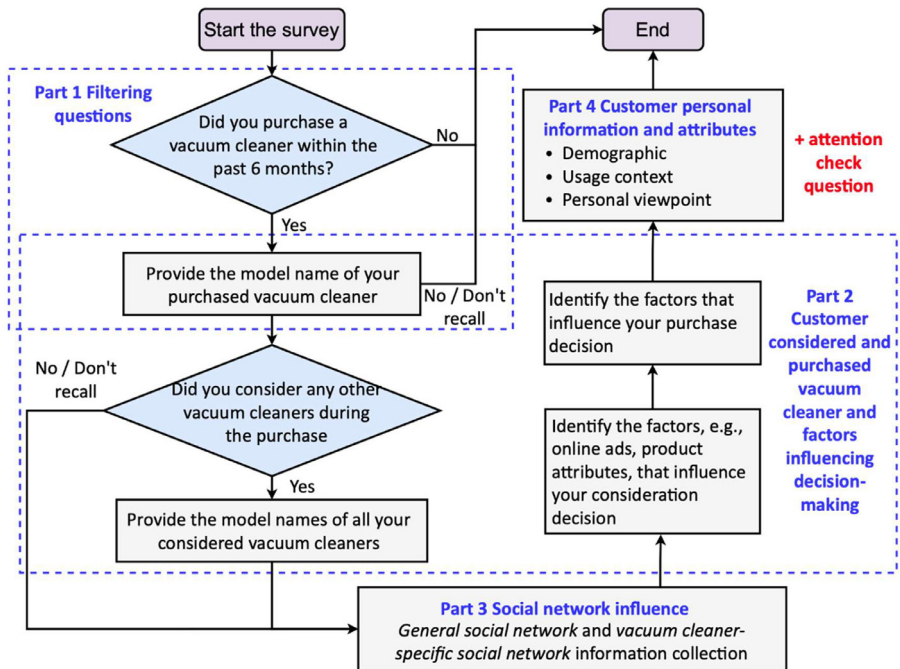 Start the survey
End
Part 1 Filtering
questions
Did you purchase a
vacuum cleaner within the
past 6 months?
No
Yes
Provide the model name of your
purchased vacuum cleaner
No / Don't
recall
No / Don't
recall
Did you consider any other
vacuum cleaners during
the purchase
Yes
Provide the model names of all your
considered vacuum cleaners
Part 3 Social network influence
General social network and vacuum cleaner-
specific social network information collection
Identify the factors, e.g.,
online ads, product
attributes, that influence
your consideration
decision
Identify the factors that
influence your purchase
decision
Part 2
Customer
considered and
purchased
vacuum
cleaner and
factors
influencing
decision-
making
Part 4 Customer personal
information and attributes
• Demographic
• Usage context
• Personal viewpoint
+ attention
check
question